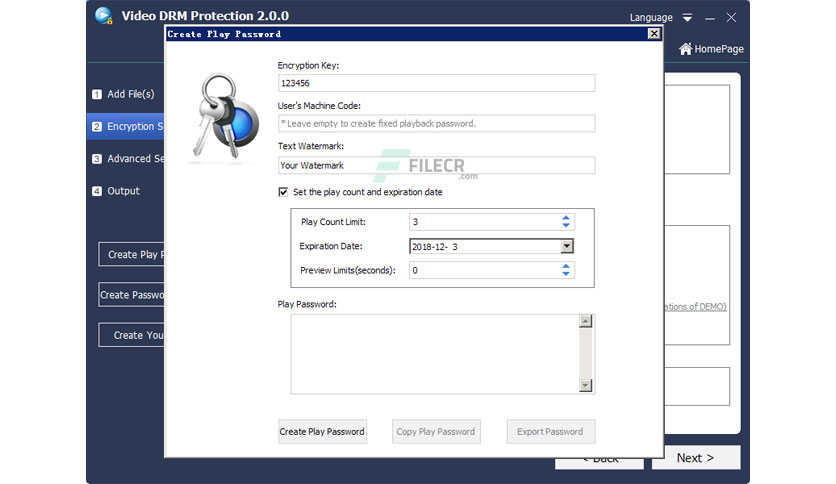 Video DRM Protection 2.0.0
Language
HomePage
Create Play Password
1 Add File(s)
2 Encryption S
3 Advanced Se
4 Output
Create Play
Create Passwo
Create You
Encryption Key:
123456
User's Machine Code:
* Leave empty to create fixed playback password.
Text Watermark:
Your Watermark
FILECR
.com
Set the play count and expiration date
Play Count Limit:
3
Expiration Date:
2018-12- 3
Preview Limits(seconds):
0
Play Password:
ations of DEMO)
Create Play Password
Copy Play Password
Export Password
< Back
Next >